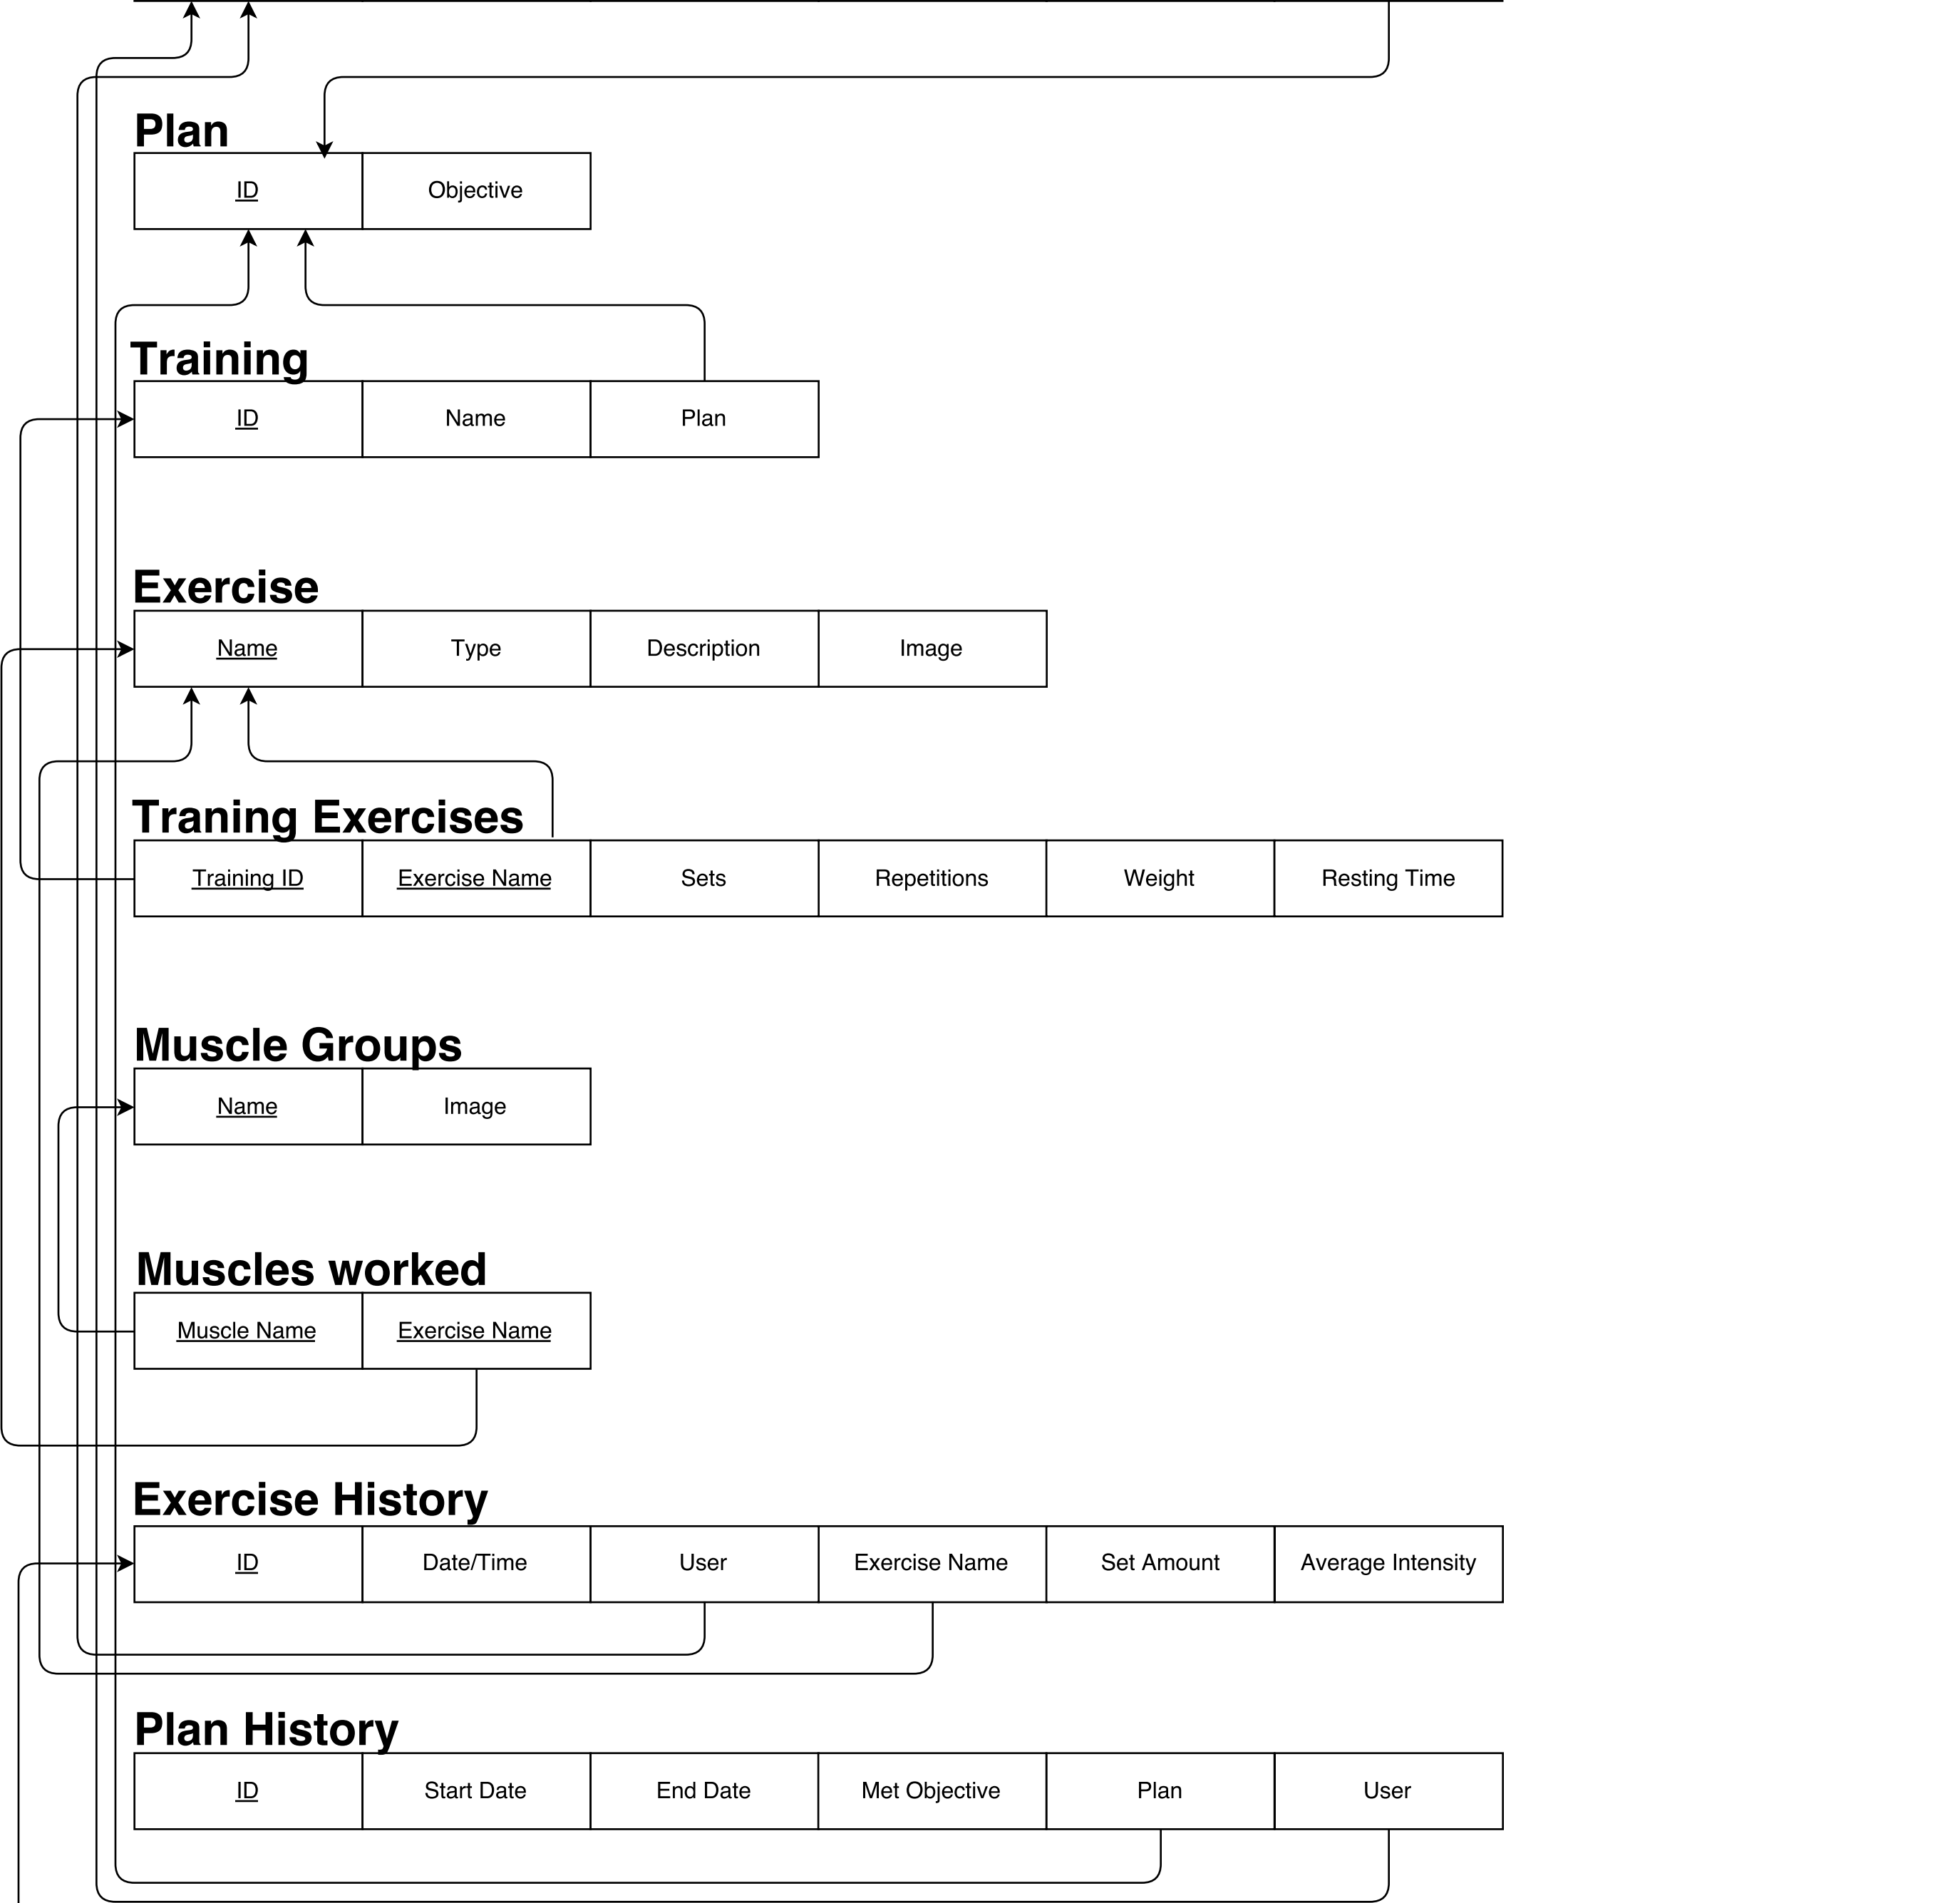 Plan
ID Objective
Training
ID Name Plan
Exercise
Name Type Description Image
Traning Exercises
Training ID Exercise Name Sets Repetitions Weight Resting Time
Muscle Groups
Name Image
Muscles worked
Muscle Name Exercise Name
Exercise History
ID Date/Time User Exercise Name Set Amount Average Intensity
Plan History
ID Start Date End Date Met Objective Plan User